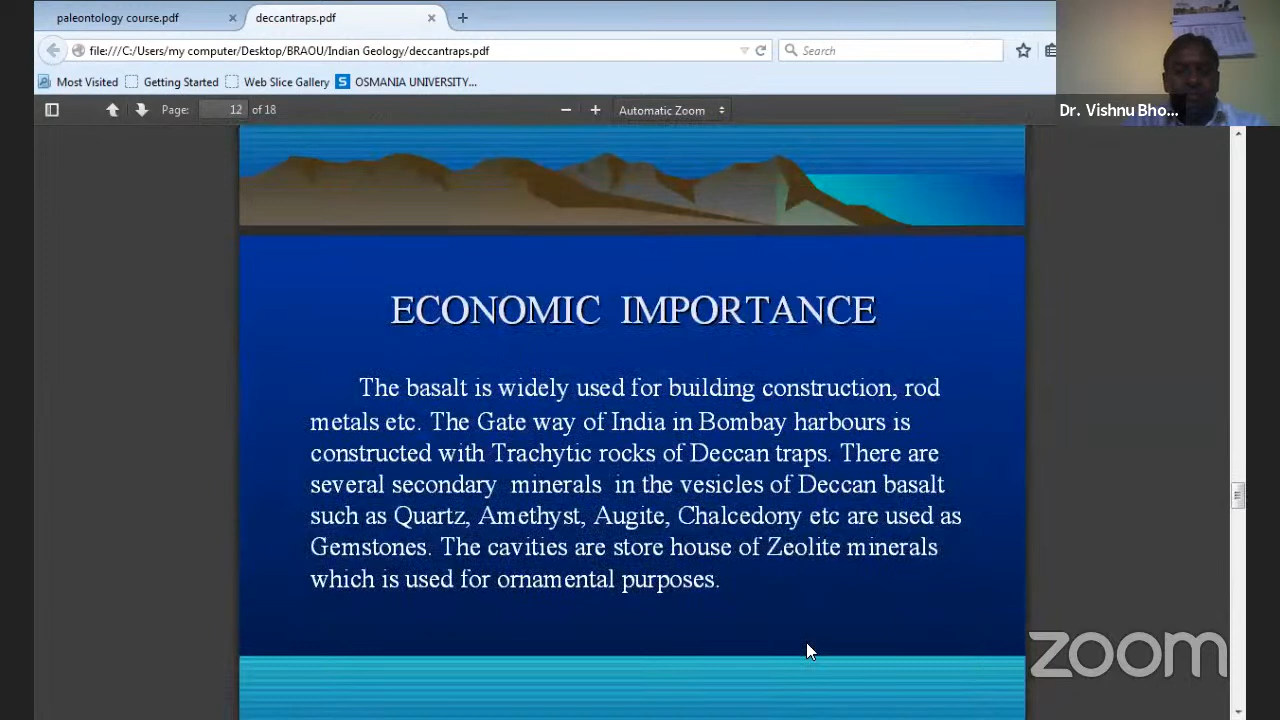 paleontology course.pdf
deccantraps.pdf
file:///C:/Users/my computer/Desktop/BRAOU/Indian Geology/deccantraps.pdf
Search
Most Visited
Getting Started
Web Slice Gallery
S OSMANIA UNIVERSITY...
Page: 12 of 18
Automatic Zoom
Dr. Vishnu Bho...
ECONOMIC IMPORTANCE
The basalt is widely used for building construction, rod
metals etc. The Gate way of India in Bombay harbours is
constructed with Trachytic rocks of Deccan traps. There are
several secondary minerals in the vesicles of Deccan basalt
such as Quartz, Amethyst, Augite, Chalcedony etc are used as
Gemstones. The cavities are store house of Zeolite minerals
which is used for ornamental purposes.
zoom